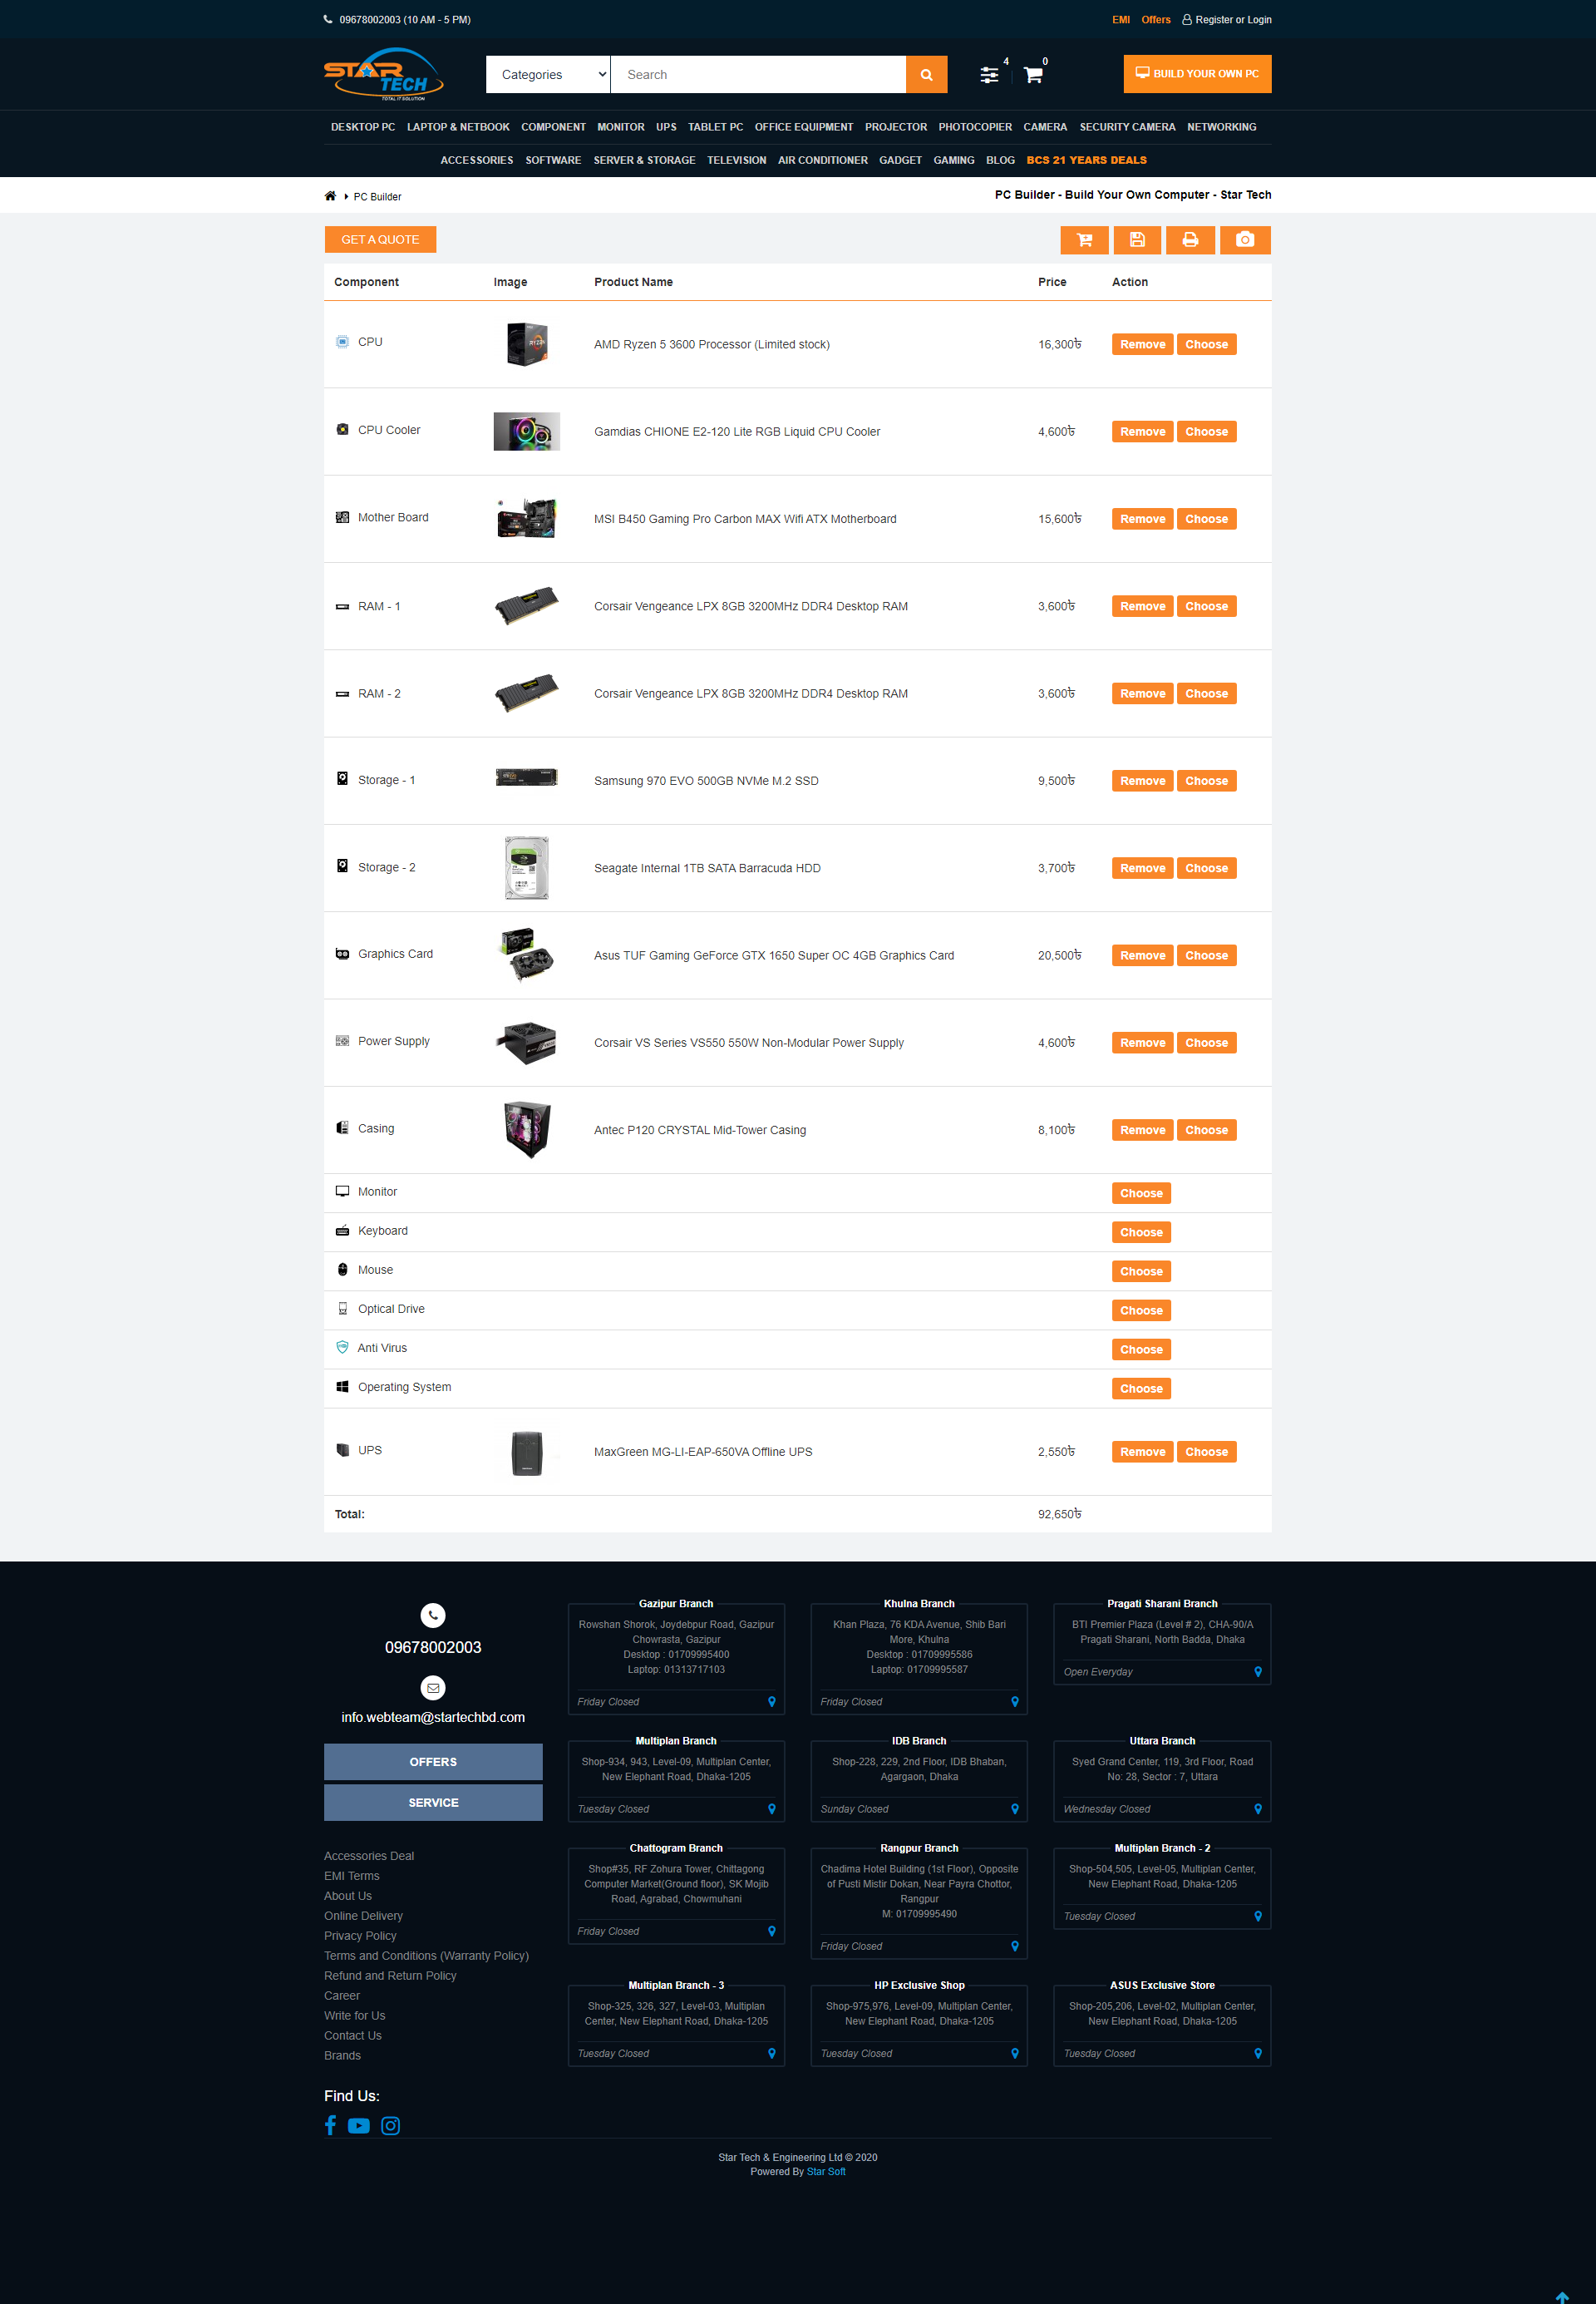 09678002003 (10 AM - 5 PM)
EMI Offers Register or Login
STAR TECH
TOTAL IT SOLUTION
Categories Search 4 0 BUILD YOUR OWN PC
DESKTOP PC LAPTOP & NETBOOK COMPONENT MONITOR UPS TABLET PC OFFICE EQUIPMENT PROJECTOR PHOTOCOPIER CAMERA SECURITY CAMERA NETWORKING
ACCESSORIES SOFTWARE SERVER & STORAGE TELEVISION AIR CONDITIONER GADGET GAMING BLOG BCS 21 YEARS DEALS
PC Builder PC Builder - Build Your Own Computer - Star Tech
GET A QUOTE
Component Image Product Name Price Action
CPU RYZEN AMD Ryzen 5 3600 Processor (Limited stock) 16,300৳ Remove Choose
CPU Cooler Gamdias CHIONE E2-120 Lite RGB Liquid CPU Cooler 4,600৳ Remove Choose
Mother Board MSI B450 Gaming Pro Carbon MAX Wifi ATX Motherboard 15,600৳ Remove Choose
RAM - 1 Corsair Vengeance LPX 8GB 3200MHz DDR4 Desktop RAM 3,600৳ Remove Choose
RAM - 2 Corsair Vengeance LPX 8GB 3200MHz DDR4 Desktop RAM 3,600৳ Remove Choose
Storage - 1 Samsung 970 EVO 500GB NVMe M.2 SSD 9,500৳ Remove Choose
Storage - 2 Seagate Internal 1TB SATA Barracuda HDD 3,700৳ Remove Choose
Graphics Card Asus TUF Gaming GeForce GTX 1650 Super OC 4GB Graphics Card 20,500৳ Remove Choose
Power Supply Corsair VS Series VS550 550W Non-Modular Power Supply 4,600৳ Remove Choose
Casing Antec P120 CRYSTAL Mid-Tower Casing 8,100৳ Remove Choose
Monitor Choose
Keyboard Choose
Mouse Choose
Optical Drive Choose
Anti Virus Choose
Operating System Choose
UPS MaxGreen MG-LI-EAP-650VA Offline UPS 2,550৳ Remove Choose
Total: 92,650৳
09678002003
info.webteam@startechbd.com
OFFERS
SERVICE
Accessories Deal
EMI Terms
About Us
Online Delivery
Privacy Policy
Terms and Conditions (Warranty Policy)
Refund and Return Policy
Career
Write for Us
Contact Us
Brands
Find Us:
Gazipur Branch
Rowshan Shorok, Joydebpur Road, Gazipur
Chowrasta, Gazipur
Desktop : 01709995400
Laptop: 01313717103
Friday Closed
Khulna Branch
Khan Plaza, 76 KDA Avenue, Shib Bari
More, Khulna
Desktop : 01709995586
Laptop: 01709995587
Friday Closed
Pragati Sharani Branch
BTI Premier Plaza (Level # 2), CHA-90/A
Pragati Sharani, North Badda, Dhaka
Open Everyday
Multiplan Branch
Shop-934, 943, Level-09, Multiplan Center,
New Elephant Road, Dhaka-1205
Tuesday Closed
IDB Branch
Shop-228, 229, 2nd Floor, IDB Bhaban,
Agargaon, Dhaka
Sunday Closed
Uttara Branch
Syed Grand Center, 119, 3rd Floor, Road
No: 28, Sector : 7, Uttara
Wednesday Closed
Chattogram Branch
Shop#35, RF Zohura Tower, Chittagong
Computer Market(Ground floor), SK Mojib
Road, Agrabad, Chowmuhani
Friday Closed
Rangpur Branch
Chadima Hotel Building (1st Floor), Opposite
of Pusti Mistir Dokan, Near Payra Chottor,
Rangpur
M: 01709995490
Friday Closed
Multiplan Branch - 2
Shop-504,505, Level-05, Multiplan Center,
New Elephant Road, Dhaka-1205
Tuesday Closed
Multiplan Branch - 3
Shop-325, 326, 327, Level-03, Multiplan
Center, New Elephant Road, Dhaka-1205
Tuesday Closed
HP Exclusive Shop
Shop-975,976, Level-09, Multiplan Center,
New Elephant Road, Dhaka-1205
Tuesday Closed
ASUS Exclusive Store
Shop-205,206, Level-02, Multiplan Center,
New Elephant Road, Dhaka-1205
Tuesday Closed
Star Tech & Engineering Ltd © 2020
Powered By Star Soft